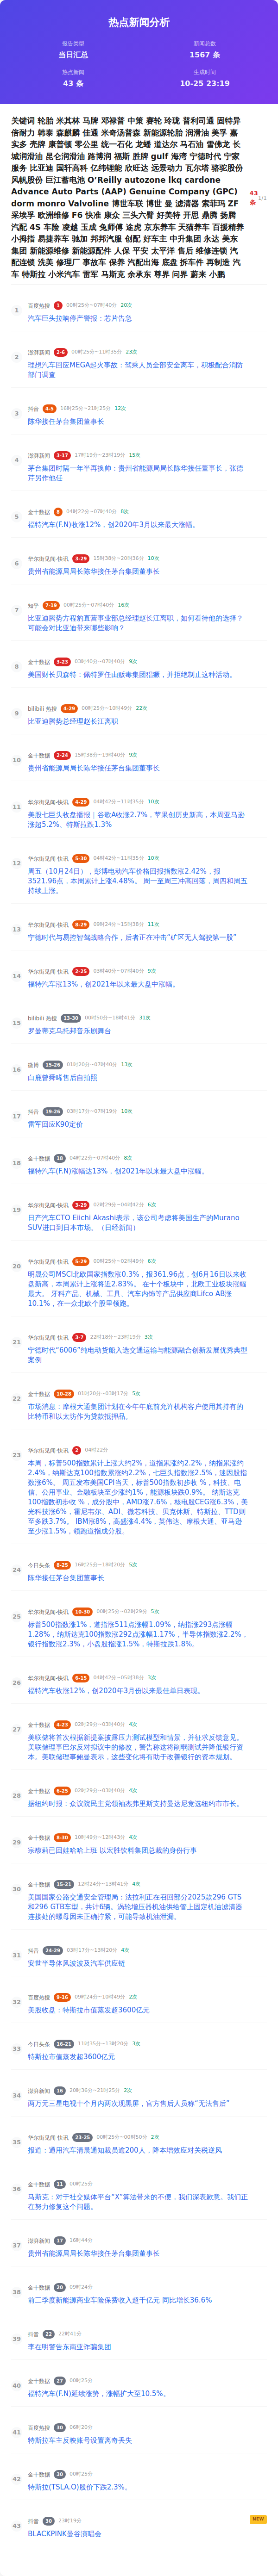 热点新闻分析
报告类型
当日汇总
新闻总数
1567 条
热点新闻
43 条
生成时间
10-25 23:19
关键词 轮胎 米其林 马牌 邓禄普 中策 赛轮 玲珑 普利司通 固特异
倍耐力 韩泰 森麒麟 佳通 米奇汤普森 新能源轮胎 润滑油 美孚 嘉
实多 壳牌 康普顿 零公里 统一石化 龙蟠 道达尔 马石油 雪佛龙 长
城润滑油 昆仑润滑油 路博润 福斯 胜牌 gulf 海湾 宁德时代 宁家
服务 比亚迪 国轩高科 亿纬锂能 欣旺达 蔚蓝动力 瓦尔塔 骆驼股份
风帆股份 巨江蓄电池 O’Reilly autozone lkq cardone
Advance Auto Parts (AAP) Genuine Company (GPC)
dorm monro Valvoline 博世车联 博世 曼 滤清器 索菲玛 ZF
采埃孚 欧洲维修 F6 快准 康众 三头六臂 好美特 开思 鼎腾 扬腾
汽配 4S 车险 凌越 玉成 兔师傅 途虎 京东养车 天猫养车 百援精养
小拇指 易捷养车 驰加 邦邦汽服 创配 好车主 中升集团 永达 美东
集团 新能源维修 新能源配件 人保 平安 太平洋 售后 维修连锁 汽
配连锁 洗美 修理厂 事故车 保养 汽配出海 底盘 拆车件 再制造 汽
车 特斯拉 小米汽车 雷军 马斯克 余承东 尊界 问界 蔚来 小鹏
43 条
1/1
1
百度热搜 1 00时25分~07时40分 20次
汽车巨头拉响停产警报：芯片告急
2
澎湃新闻 2-6 00时25分~11时35分 23次
理想汽车回应MEGA起火事故：驾乘人员全部安全离车，积极配合消防
部门调查
3
抖音 4-8 16时25分~21时25分 12次
陈华接任茅台集团董事长
4
澎湃新闻 3-17 17时19分~23时19分 15次
茅台集团时隔一年半再换帅：贵州省能源局局长陈华接任董事长，张德
芹另作他任
5
金十数据 8 04时22分~07时40分 8次
福特汽车(F.N)收涨12%，创2020年3月以来最大涨幅。
6
华尔街见闻-快讯 3-29 15时38分~20时36分 10次
贵州省能源局局长陈华接任茅台集团董事长
7
知乎 7-19 00时25分~07时40分 16次
比亚迪腾势方程豹直营事业部总经理赵长江离职，如何看待他的选择？
可能会对比亚迪带来哪些影响？
8
金十数据 3-23 03时40分~07时40分 9次
美国财长贝森特：佩特罗任由贩毒集团猖獗，并拒绝制止这种活动。
9
bilibili 热搜 4-29 00时25分~10时49分 22次
比亚迪腾势总经理赵长江离职
10
金十数据 2-24 15时38分~19时40分 9次
贵州省能源局局长陈华接任茅台集团董事长
11
华尔街见闻-快讯 4-29 04时42分~11时35分 10次
美股七巨头收盘播报｜谷歌A收涨2.7%，苹果创历史新高，本周亚马逊
涨超5.2%、特斯拉跌1.3%
12
华尔街见闻-快讯 5-30 04时42分~11时35分 10次
周五（10月24日），彭博电动汽车价格回报指数涨2.42%，报
3521.96点，本周累计上涨4.48%。 周一至周三冲高回落，周四和周五
持续上涨。
13
华尔街见闻-快讯 6-29 09时24分~15时38分 11次
宁德时代与易控智驾战略合作，后者正在冲击“矿区无人驾驶第一股”
14
华尔街见闻-快讯 2-25 03时40分~07时40分 9次
福特汽车涨13%，创2021年以来最大盘中涨幅。
15
bilibili 热搜 13-30 00时50分~18时41分 31次
罗曼蒂克乌托邦音乐剧舞台
16
微博 15-26 01时20分~07时40分 13次
白鹿曾舜晞售后自拍照
17
抖音 19-26 03时17分~07时19分 10次
雷军回应K90定价
18
金十数据 18 04时22分~07时40分 8次
福特汽车(F.N)涨幅达13%，创2021年以来最大盘中涨幅。
19
华尔街见闻-快讯 3-29 02时29分~04时42分 6次
日产汽车CTO Eiichi Akashi表示，该公司考虑将美国生产的Murano
SUV进口到日本市场。（日经新闻）
20
华尔街见闻-快讯 5-29 00时25分~02时49分 6次
明晟公司MSCI北欧国家指数涨0.3%，报361.96点，创6月16日以来收
盘新高，本周累计上涨将近2.83%。 在十个板块中，北欧工业板块涨幅
最大。 牙科产品、机械、工具、汽车内饰等产品供应商Lifco AB涨
10.1%，在一众北欧个股里领跑。
21
华尔街见闻-快讯 3-7 22时18分~23时19分 3次
宁德时代“6006”纯电动货船入选交通运输与能源融合创新发展优秀典型
案例
22
金十数据 10-28 01时20分~03时17分 5次
市场消息：摩根大通集团计划在今年年底前允许机构客户使用其持有的
比特币和以太坊作为贷款抵押品。
23
华尔街见闻-快讯 2 04时22分
本周，标普500指数累计上涨大约2%，道指累涨约2.2%，纳指累涨约
2.4%，纳斯达克100指数累涨约2.2%，七巨头指数涨2.5%，迷因股指
数涨6%。 周五发布美国CPI当天，标普500指数初步收 %，科技、电
信、公用事业、金融板块至少涨约1%，能源板块跌0.9%。 纳斯达克
100指数初步收 %，成分股中，AMD涨7.6%，核电股CEG涨6.3%，美
光科技涨6%，霍尼韦尔、ADI、微芯科技、贝克休斯、特斯拉、TTD则
至多跌3.7%。 IBM涨8%，高盛涨4.4%，英伟达、摩根大通、亚马逊
至少涨1.5%，领跑道指成分股。
24
今日头条 8-25 16时25分~18时20分 5次
陈华接任茅台集团董事长
25
华尔街见闻-快讯 10-30 00时25分~02时29分 5次
标普500指数涨1%，道指涨511点涨幅1.09%，纳指涨293点涨幅
1.28%，纳斯达克100指数涨292点涨幅1.17%，半导体指数涨2.2%，
银行指数涨2.3%，小盘股指涨1.5%，特斯拉跌1.8%。
26
华尔街见闻-快讯 6-15 04时42分~05时38分 3次
福特汽车收涨12%，创2020年3月份以来最佳单日表现。
27
金十数据 4-23 02时29分~03时40分 4次
美联储将首次根据新提案披露压力测试模型和情景，并征求反馈意见。
美联储理事巴尔反对拟议中的修改，警告称这将削弱测试并降低银行资
本。美联储理事鲍曼表示，这些变化将有助于改善银行的资本规划。
28
金十数据 6-25 02时29分~03时40分 4次
据纽约时报：众议院民主党领袖杰弗里斯支持曼达尼竞选纽约市市长。
29
金十数据 8-30 10时49分~12时43分 4次
宗馥莉已回娃哈哈上班 以宏胜饮料集团总裁的身份行事
30
金十数据 15-21 12时24分~13时41分 4次
美国国家公路交通安全管理局：法拉利正在召回部分2025款296 GTS
和296 GTB车型，共计6辆。涡轮增压器机油供给管上固定机油滤清器
连接处的螺母因未正确拧紧，可能导致机油泄漏。
31
抖音 24-29 03时17分~13时20分 4次
安世半导体风波波及汽车供应链
32
百度热搜 9-16 09时24分~10时49分 2次
美股收盘：特斯拉市值蒸发超3600亿元
33
今日头条 16-21 11时35分~13时20分 3次
特斯拉市值蒸发超3600亿元
34
澎湃新闻 16 20时36分~21时25分 2次
两万元三星电视十个月内两次现黑屏，官方售后人员称“无法售后”
35
华尔街见闻-快讯 23-25 00时25分~00时50分 2次
报道：通用汽车清晨通知裁员逾200人，降本增效应对关税逆风
36
金十数据 11 00时25分
马斯克：对于社交媒体平台“X”算法带来的不便，我们深表歉意。我们正
在努力修复这个问题。
37
澎湃新闻 17 16时44分
贵州省能源局局长陈华接任茅台集团董事长
38
金十数据 20 09时24分
前三季度新能源商业车险保费收入超千亿元 同比增长36.6%
39
抖音 22 22时41分
李在明警告东南亚诈骗集团
40
金十数据 27 00时25分
福特汽车(F.N)延续涨势，涨幅扩大至10.5%。
41
百度热搜 30 06时20分
特斯拉车主反映账号设置离奇丢失
42
金十数据 30 00时25分
特斯拉(TSLA.O)股价下跌2.3%。
43
抖音 30 23时19分
NEW
BLACKPINK曼谷演唱会